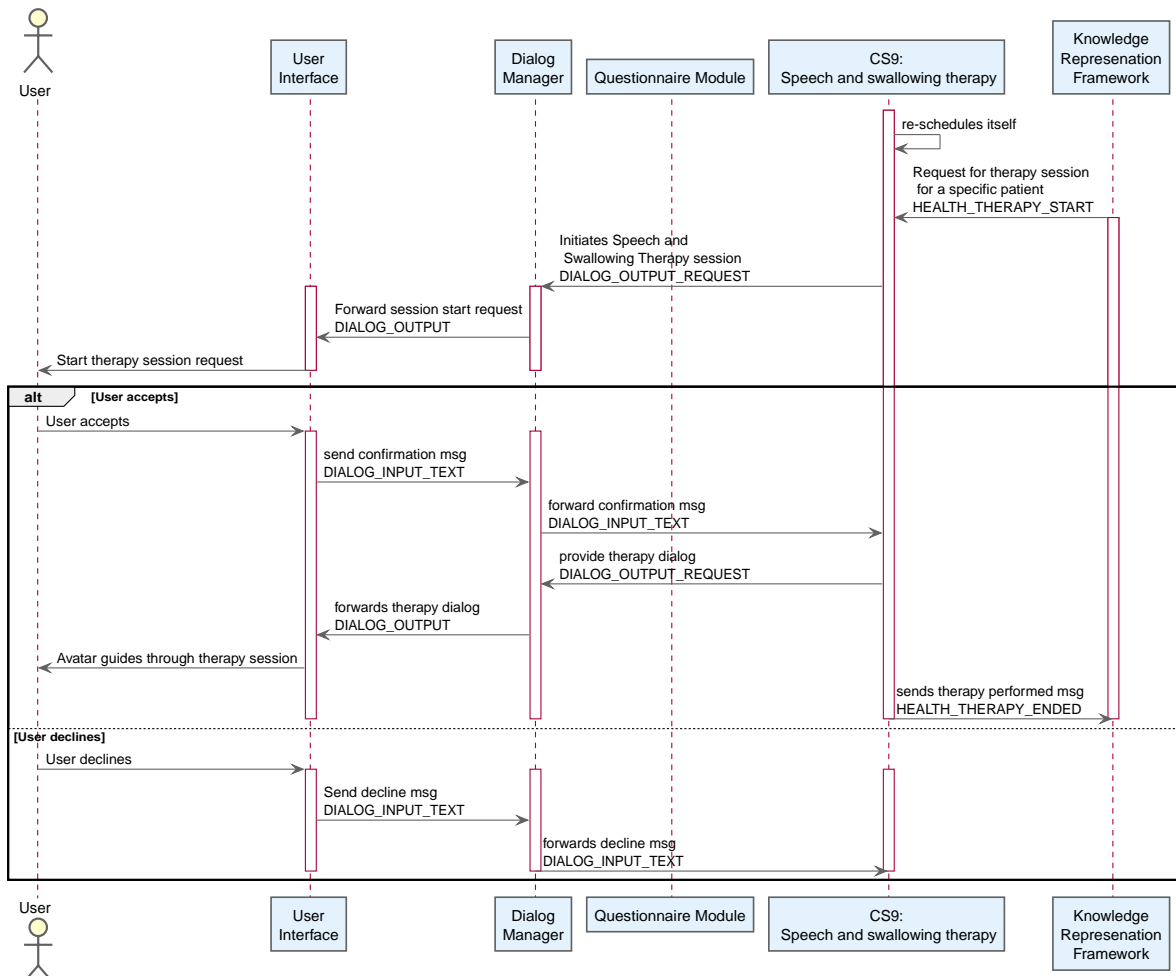 User
User
Interface
Dialog
Manager
Questionnaire Module
CS9:
Speech and swallowing therapy
Knowledge
Represenation
Framework
re-schedules itself
Request for therapy session
for a specific patient
HEALTH_THERAPY_START
Initiates Speech and
Swallowing Therapy session
DIALOG_OUTPUT_REQUEST
Forward session start request
DIALOG_OUTPUT
Start therapy session request
alt [User accepts]
User accepts
send confirmation msg
DIALOG_INPUT_TEXT
forward confirmation msg
DIALOG_INPUT_TEXT
provide therapy dialog
DIALOG_OUTPUT_REQUEST
forwards therapy dialog
DIALOG_OUTPUT
Avatar guides through therapy session
sends therapy performed msg
HEALTH_THERAPY_ENDED
[User declines]
User declines
Send decline msg
DIALOG_INPUT_TEXT
forwards decline msg
DIALOG_INPUT_TEXT
User
User
Interface
Dialog
Manager
Questionnaire Module
CS9:
Speech and swallowing therapy
Knowledge
Represenation
Framework